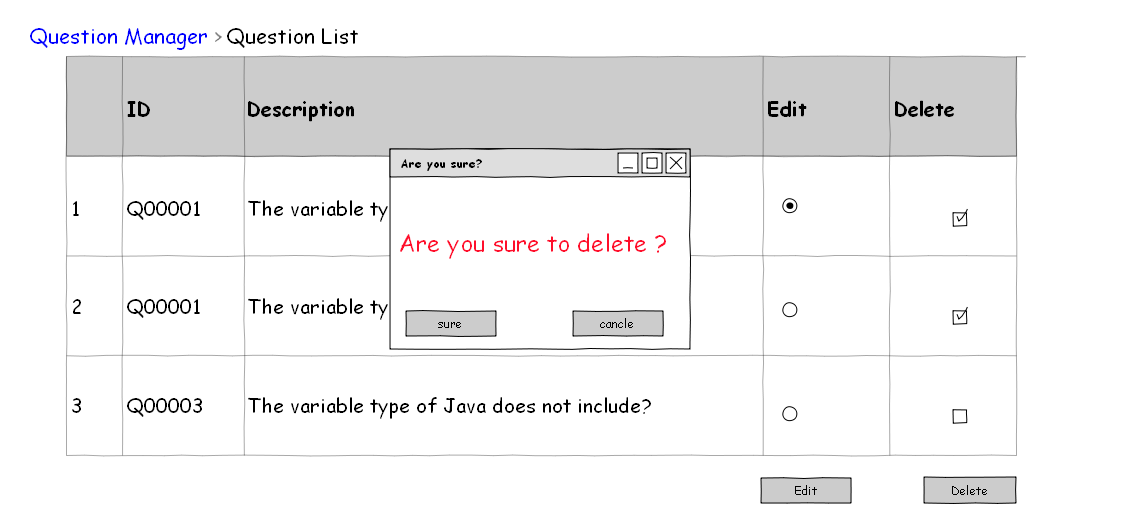 Question Manager > Question List
ID Description Edit Delete
Are you sure?
1 Q00001 The variable ty
Are you sure to delete ?
2 Q00001 The variable ty
sure cancle
3 Q00003 The variable type of Java does not include?
Edit Delete